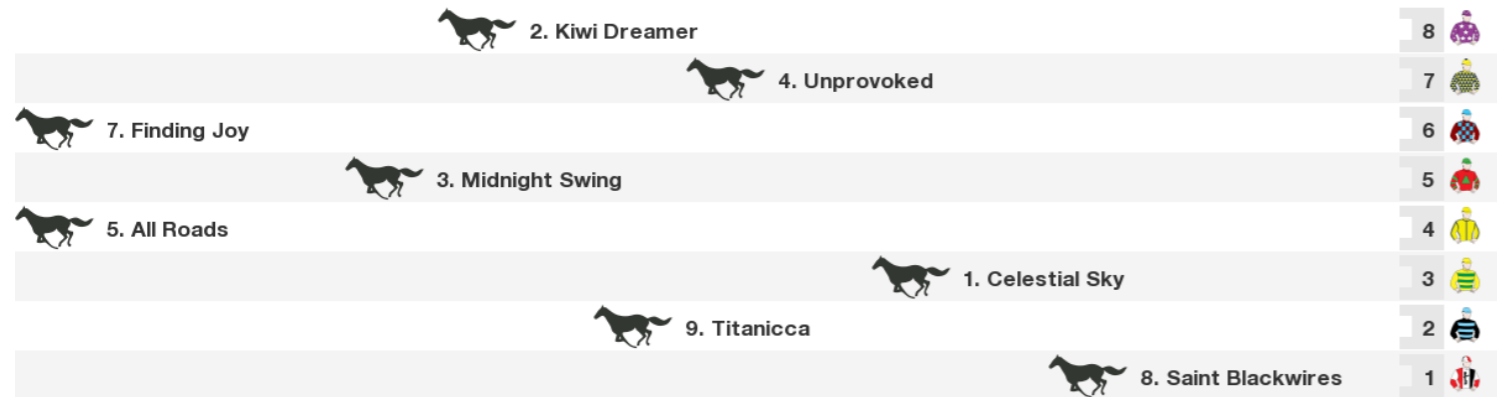 2. Kiwi Dreamer 8
4. Unprovoked 7
7. Finding Joy 6
3. Midnight Swing 5
5. All Roads 4
1. Celestial Sky 3
9. Titanicca 2
8. Saint Blackwires 1